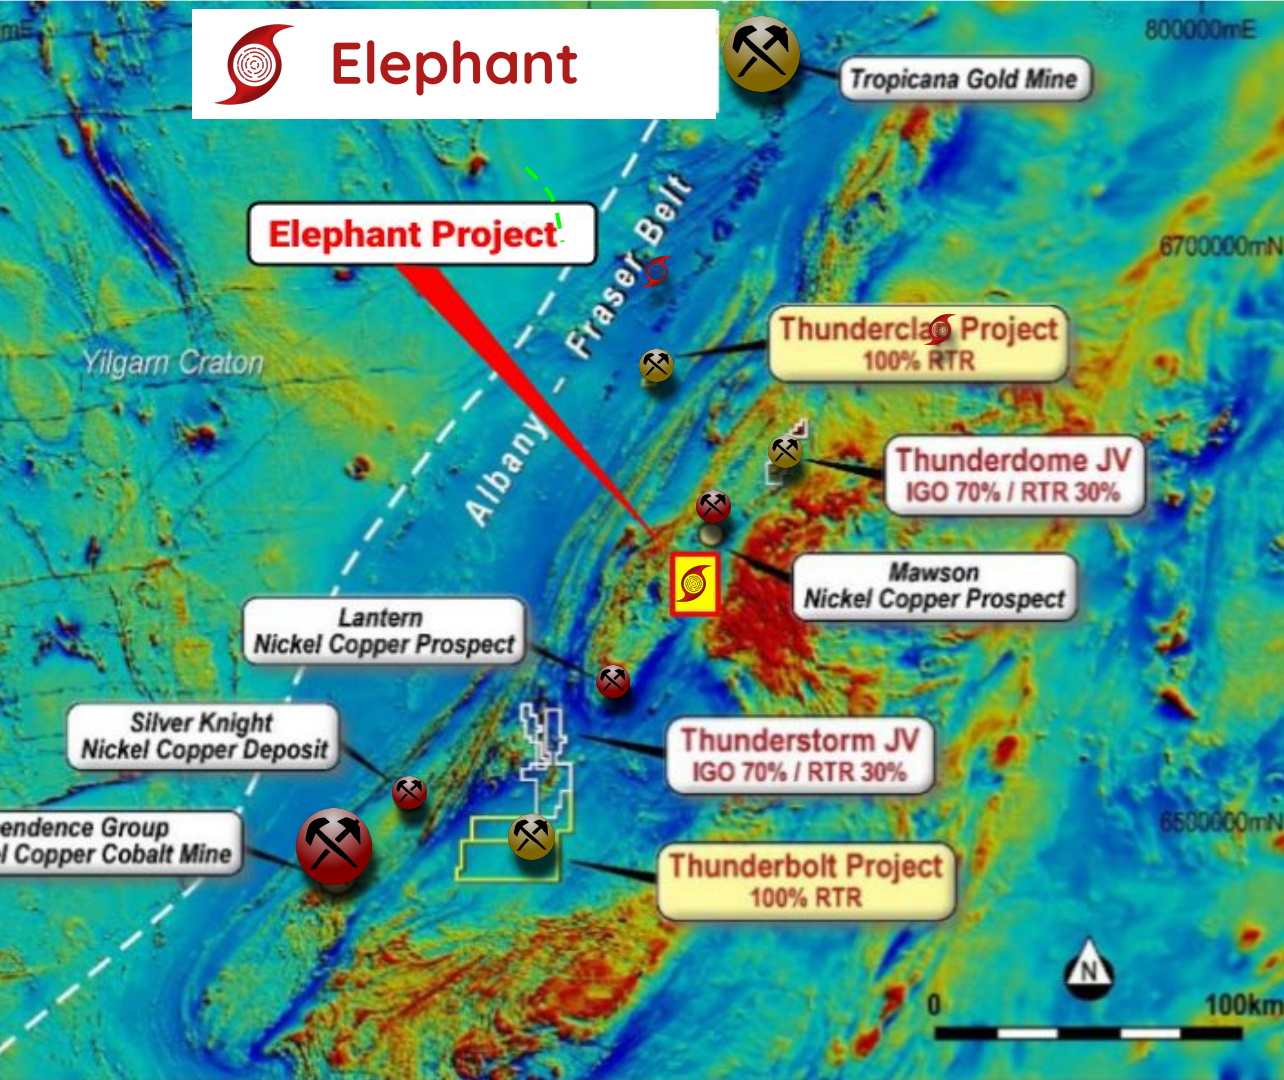 Elephant
mE
800000mE
Tropicana Gold Mine
Elephant Project
Albany - Fraser Belt
6700000mN
Yilgarn Craton
Project
100% RTR
Thunderdome JV
IGO 70% / RTR 30%
Mawson
Nickel Copper Prospect
Lantern
Nickel Copper Prospect
Silver Knight
Nickel Copper Deposit
Thunderstorm JV
IGO 70% / RTR 30%
endence Group
l Copper Cobalt Mine
6500000mN
Thunderbolt Project
100% RTR
N
0
100km